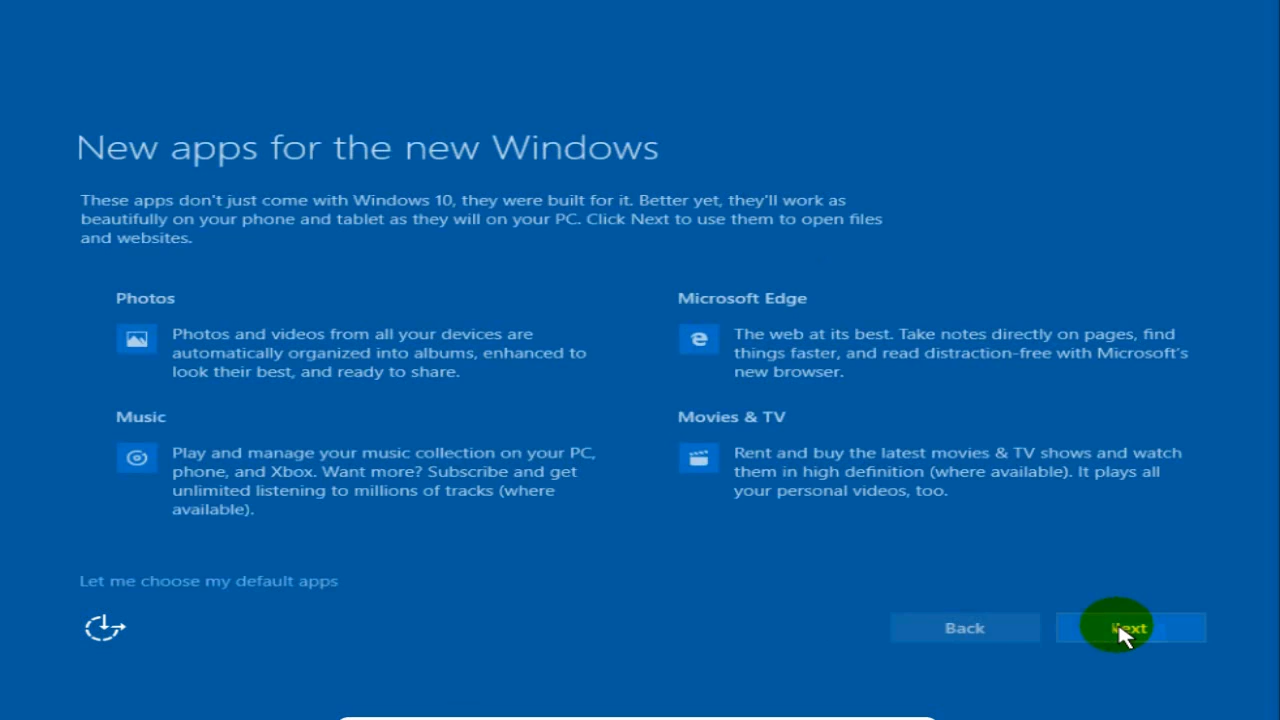 New apps for the new Windows
These apps don't just come with Windows 10, they were built for it. Better yet, they'll work as
beautifully on your phone and tablet as they will on your PC. Click Next to use them to open files
and websites.
Photos
Photos and videos from all your devices are
automatically organized into albums, enhanced to
look their best, and ready to share.
Microsoft Edge
The web at its best. Take notes directly on pages, find
things faster, and read distraction-free with Microsoft's
new browser.
Music
Play and manage your music collection on your PC,
phone, and Xbox. Want more? Subscribe and get
unlimited listening to millions of tracks (where
available).
Movies & TV
Rent and buy the latest movies & TV shows and watch
them in high definition (where available). It plays all
your personal videos, too.
Let me choose my default apps
Back
Next